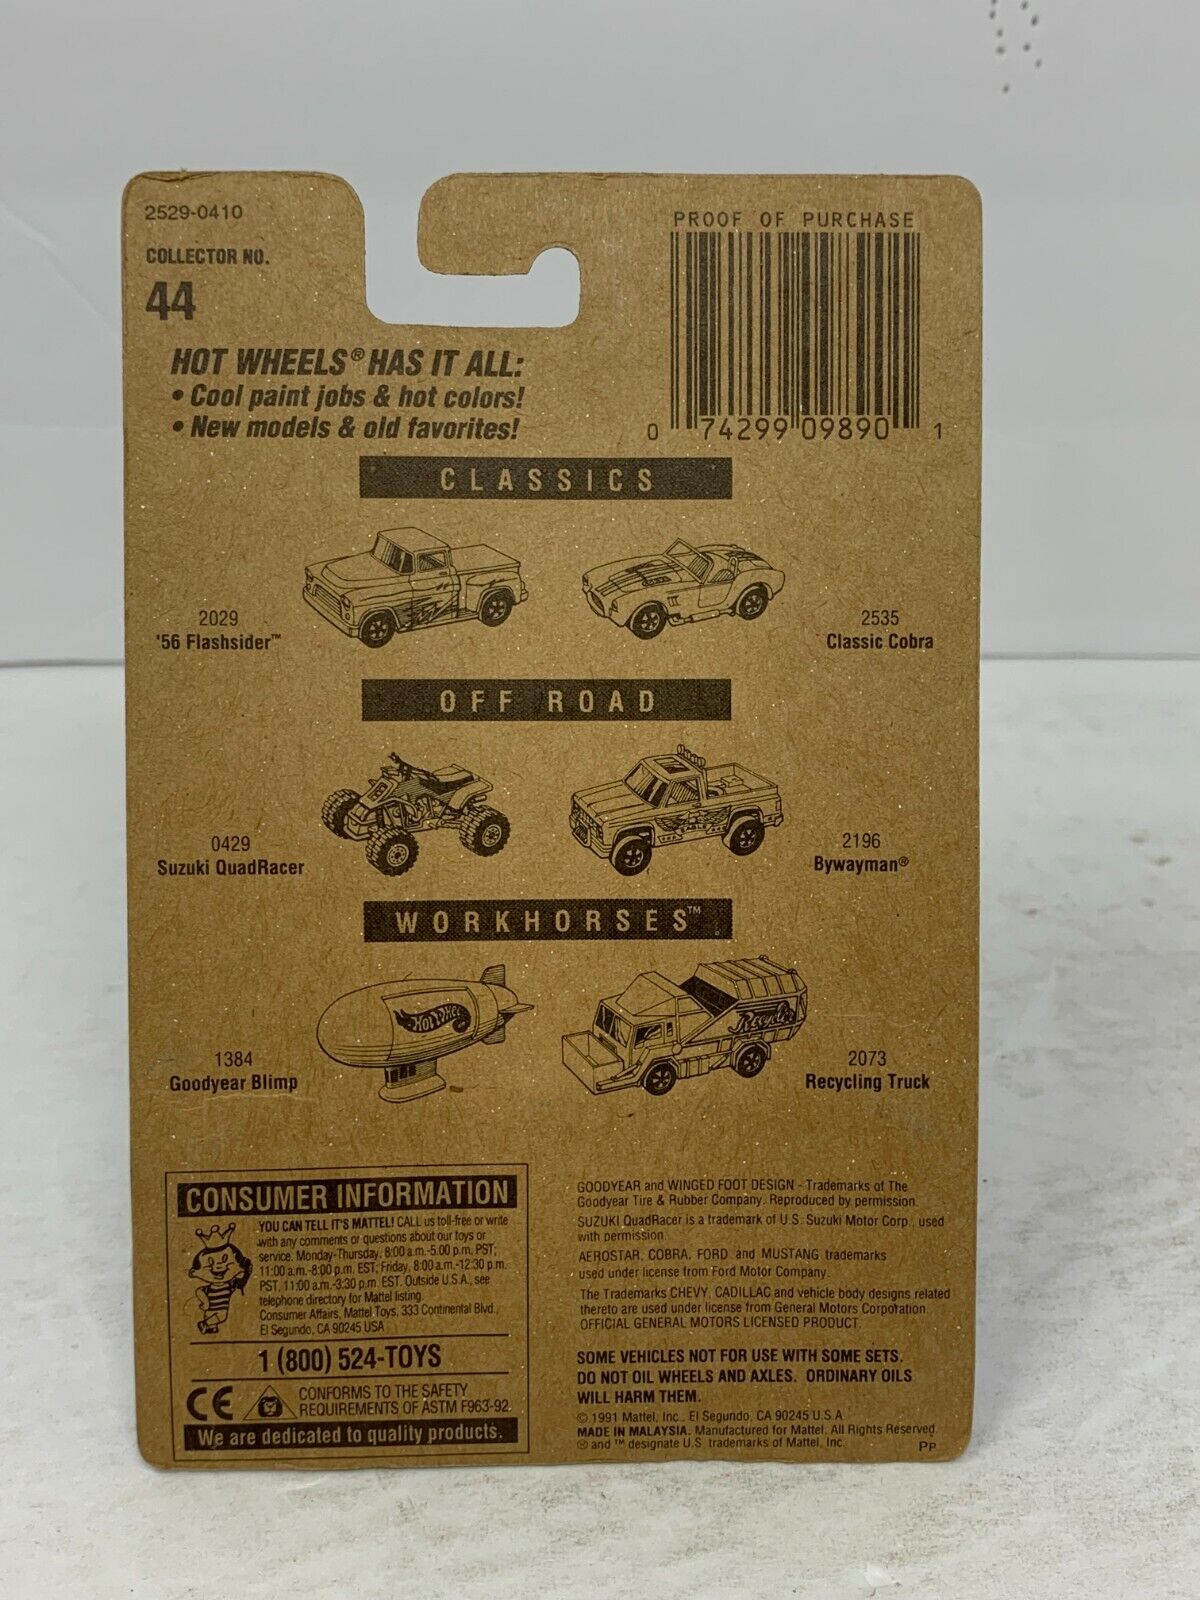 2529-0410
COLLECTOR NO.
44
PROOF OF PURCHASE
0 74299 09890 1
HOT WHEELS® HAS IT ALL:
• Cool paint jobs & hot colors!
• New models & old favorites!
CLASSICS
2029
'56 Flashsider™
2535
Classic Cobra
OFF ROAD
0429
Suzuki QuadRacer
2196
Bywayman®
WORKHORSES™
HOT WHEELS
1384
Goodyear Blimp
Recycler
2073
Recycling Truck
CONSUMER INFORMATION
YOU CAN TELL IT'S MATTEL! CALL us toll-free or write
with any comments or questions about our toys or
service. Monday-Thursday, 8:00 a.m.-5:00 p.m. PST;
11:00 a.m.-8:00 p.m. EST; Friday, 8:00 a.m.-12:30 p.m.
PST, 11:00 a.m.-3:30 p.m. EST. Outside U.S.A., see
telephone directory for Mattel listing.
Consumer Affairs, Mattel Toys, 333 Continental Blvd.,
El Segundo, CA 90245 USA
1 (800) 524-TOYS
CE
CONFORMS TO THE SAFETY
REQUIREMENTS OF ASTM F963-92.
We are dedicated to quality products.
GOODYEAR and WINGED FOOT DESIGN - Trademarks of The
Goodyear Tire & Rubber Company. Reproduced by permission.
SUZUKI QuadRacer is a trademark of U.S. Suzuki Motor Corp., used
with permission.
AEROSTAR, COBRA, FORD and MUSTANG trademarks
used under license from Ford Motor Company.
The Trademarks CHEVY, CADILLAC and vehicle body designs related
thereto are used under license from General Motors Corporation.
OFFICIAL GENERAL MOTORS LICENSED PRODUCT.
SOME VEHICLES NOT FOR USE WITH SOME SETS.
DO NOT OIL WHEELS AND AXLES. ORDINARY OILS
WILL HARM THEM.
© 1991 Mattel, Inc., El Segundo, CA 90245 U.S.A.
MADE IN MALAYSIA. Manufactured for Mattel. All Rights Reserved.
® and ™ designate U.S. trademarks of Mattel, Inc.
PP